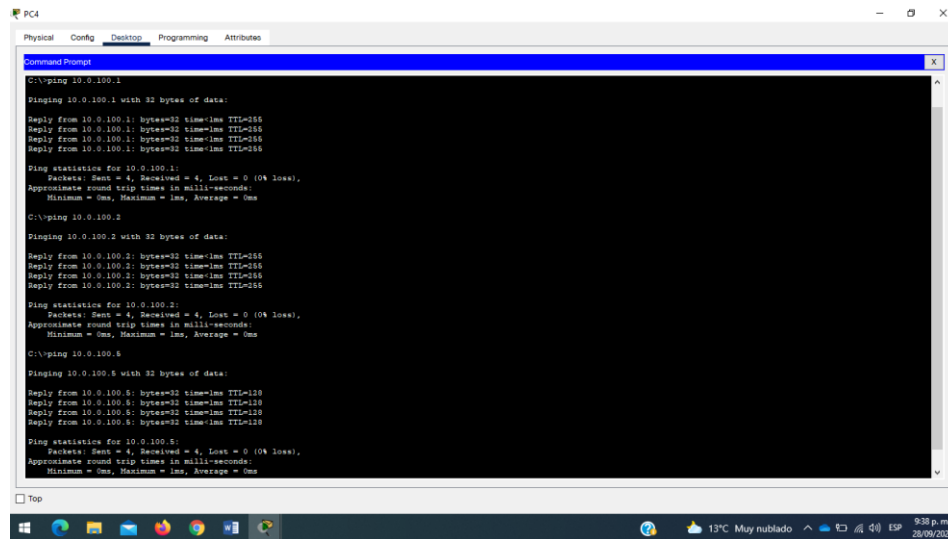 PC4
Physical Config Desktop Programming Attributes
Command Prompt X
C:\>ping 10.0.100.1
Pinging 10.0.100.1 with 32 bytes of data:
Reply from 10.0.100.1: bytes=32 time<1ms TTL=255
Reply from 10.0.100.1: bytes=32 time=1ms TTL=255
Reply from 10.0.100.1: bytes=32 time<1ms TTL=255
Reply from 10.0.100.1: bytes=32 time<1ms TTL=255
Ping statistics for 10.0.100.1:
Packets: Sent = 4, Received = 4, Lost = 0 (0% loss),
Approximate round trip times in milli-seconds:
Minimum = 0ms, Maximum = 1ms, Average = 0ms
C:\>ping 10.0.100.2
Pinging 10.0.100.2 with 32 bytes of data:
Reply from 10.0.100.2: bytes=32 time<1ms TTL=255
Reply from 10.0.100.2: bytes=32 time<1ms TTL=255
Reply from 10.0.100.2: bytes=32 time<1ms TTL=255
Reply from 10.0.100.2: bytes=32 time=1ms TTL=255
Ping statistics for 10.0.100.2:
Packets: Sent = 4, Received = 4, Lost = 0 (0% loss),
Approximate round trip times in milli-seconds:
Minimum = 0ms, Maximum = 1ms, Average = 0ms
C:\>ping 10.0.100.5
Pinging 10.0.100.5 with 32 bytes of data:
Reply from 10.0.100.5: bytes=32 time=1ms TTL=128
Reply from 10.0.100.5: bytes=32 time=1ms TTL=128
Reply from 10.0.100.5: bytes=32 time=1ms TTL=128
Reply from 10.0.100.5: bytes=32 time<1ms TTL=128
Ping statistics for 10.0.100.5:
Packets: Sent = 4, Received = 4, Lost = 0 (0% loss),
Approximate round trip times in milli-seconds:
Minimum = 0ms, Maximum = 1ms, Average = 0ms
Top
13°C Muy nublado ESP
9:38 p. m
28/09/202